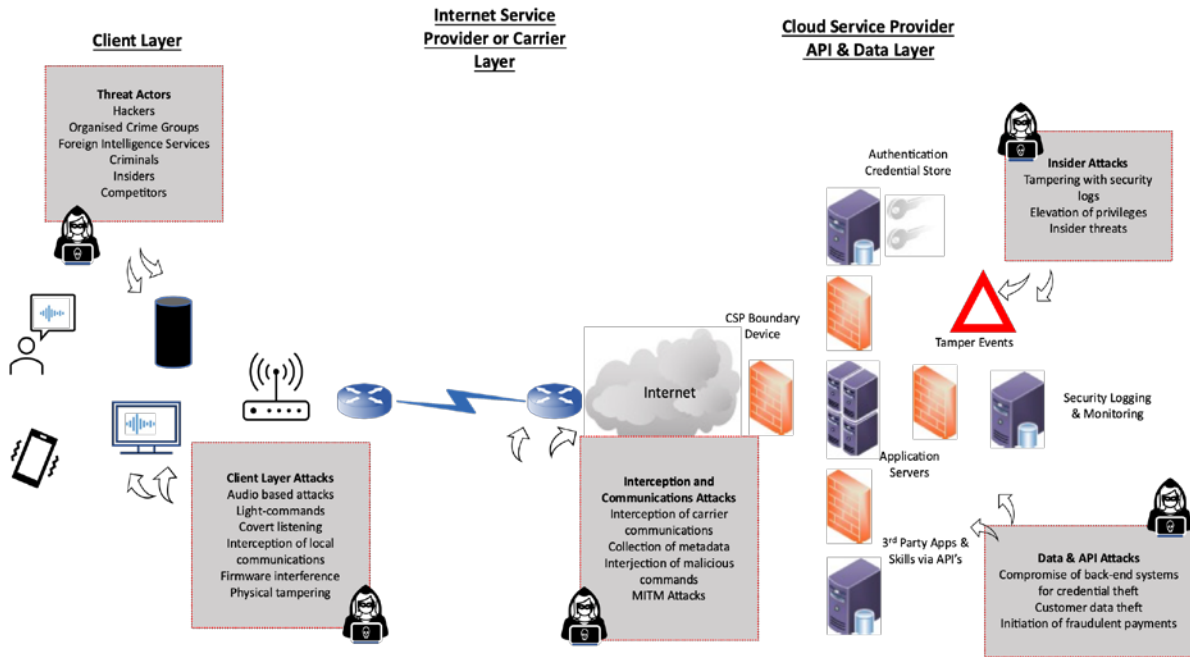 Client Layer
Threat Actors
Hackers
Organised Crime Groups
Foreign Intelligence Services
Criminals
Insiders
Competitors
Client Layer Attacks
Audio based attacks
Light-commands
Covert listening
Interception of local
communications
Firmware interference
Physical tampering
Internet Service
Provider or Carrier
Layer
Internet
Interception and
Communications Attacks
Interception of carrier
communications
Collection of metadata
Interjection of malicious
commands
MITM Attacks
Cloud Service Provider
API & Data Layer
CSP Boundary
Device
Authentication
Credential Store
Application
Servers
3rd Party Apps &
Skills via API's
Insider Attacks
Tampering with security
logs
Elevation of privileges
Insider threats
Tamper Events
Security Logging
& Monitoring
Data & API Attacks
Compromise of back-end systems
for credential theft
Customer data theft
Initiation of fraudulent payments